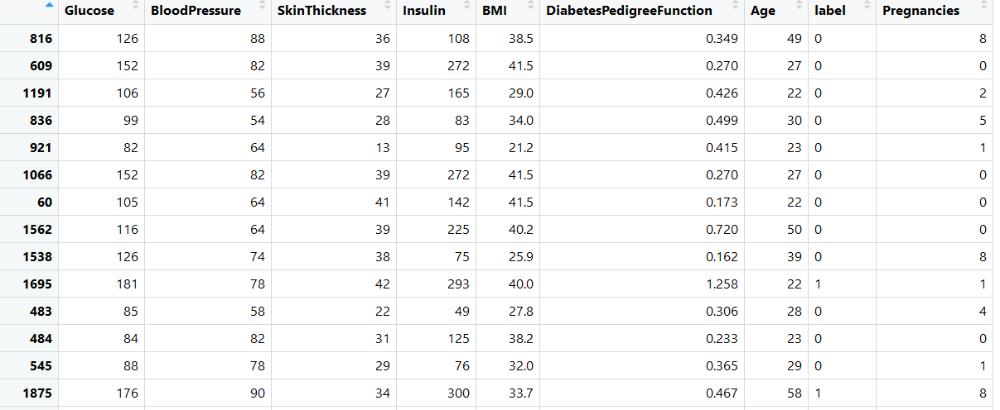 Glucose BloodPressure SkinThickness Insulin BMI DiabetesPedigreeFunction Age label Pregnancies
816 126 88 36 108 38.5 0.349 49 0 8
609 152 82 39 272 41.5 0.270 27 0 0
1191 106 56 27 165 29.0 0.426 22 0 2
836 99 54 28 83 34.0 0.499 30 0 5
921 82 64 13 95 21.2 0.415 23 0 1
1066 152 82 39 272 41.5 0.270 27 0 0
60 105 64 41 142 41.5 0.173 22 0 0
1562 116 64 39 225 40.2 0.720 50 0 0
1538 126 74 38 75 25.9 0.162 39 0 8
1695 181 78 42 293 40.0 1.258 22 1 1
483 85 58 22 49 27.8 0.306 28 0 4
484 84 82 31 125 38.2 0.233 23 0 0
545 88 78 29 76 32.0 0.365 29 0 1
1875 176 90 34 300 33.7 0.467 58 1 8